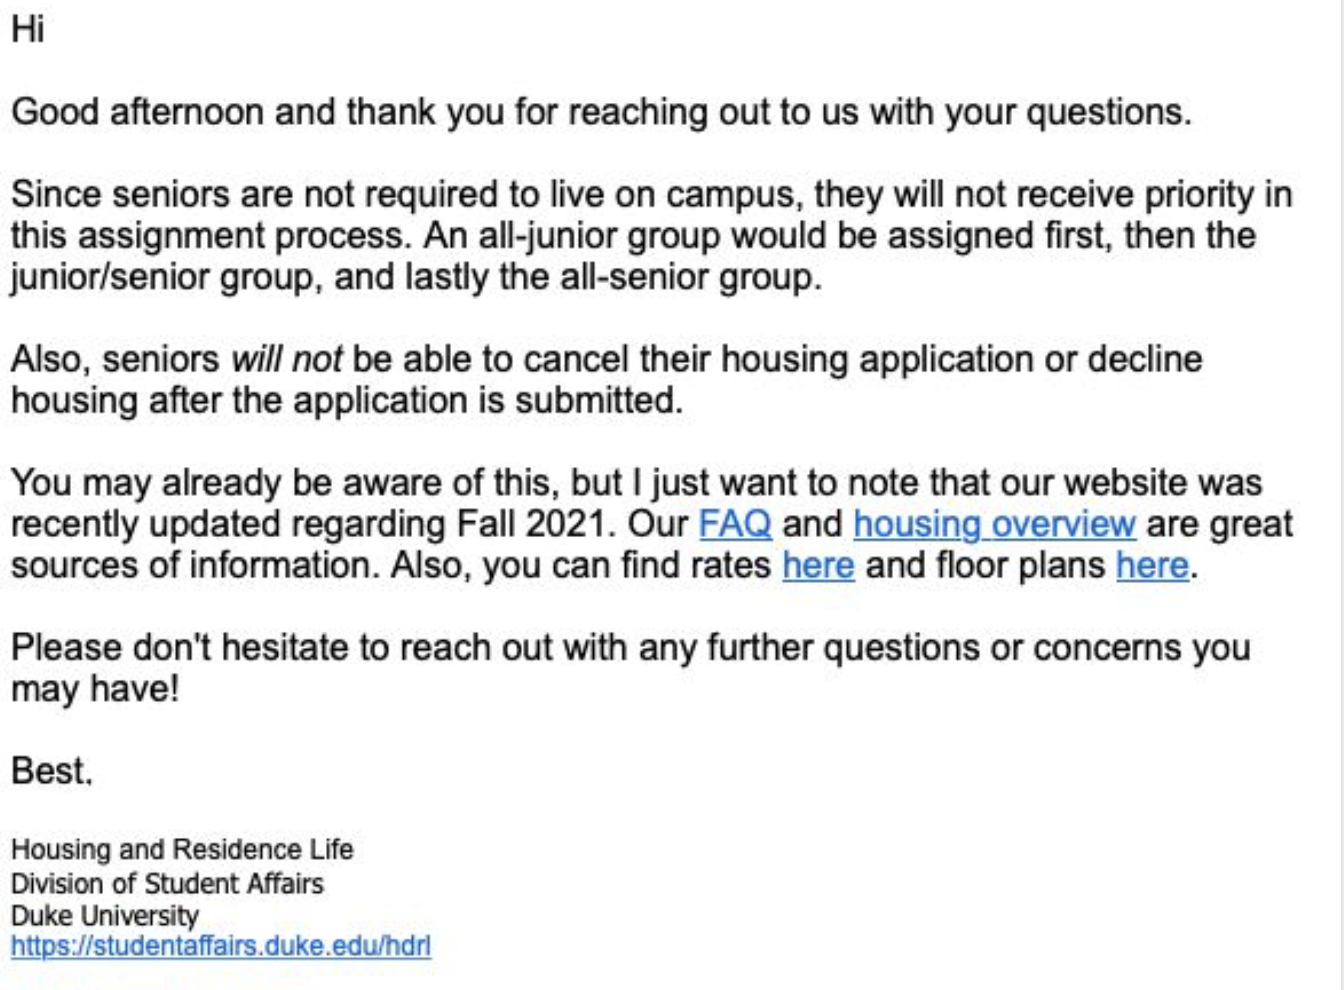 Hi
Good afternoon and thank you for reaching out to us with your questions.
Since seniors are not required to live on campus, they will not receive priority in
this assignment process. An all-junior group would be assigned first, then the
junior/senior group, and lastly the all-senior group.
Also, seniors will not be able to cancel their housing application or decline
housing after the application is submitted.
You may already be aware of this, but I just want to note that our website was
recently updated regarding Fall 2021. Our FAQ and housing overview are great
sources of information. Also, you can find rates here and floor plans here.
Please don't hesitate to reach out with any further questions or concerns you
may have!
Best.
Housing and Residence Life
Division of Student Affairs
Duke University
https://studentaffairs.duke.edu/hdrl